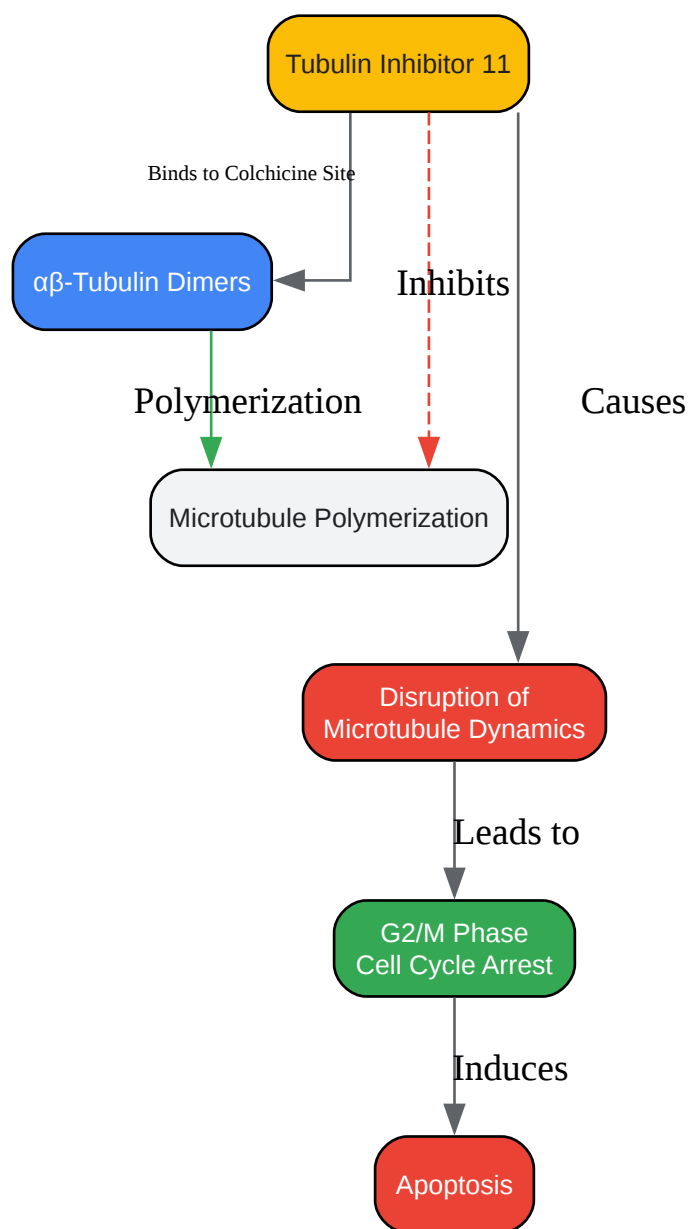 Tubulin Inhibitor 11
Binds to Colchicine Site
αβ-Tubulin Dimers
Inhibits
Polymerization
Causes
Microtubule Polymerization
Disruption of
Microtubule Dynamics
Leads to
G2/M Phase
Cell Cycle Arrest
Induces
Apoptosis